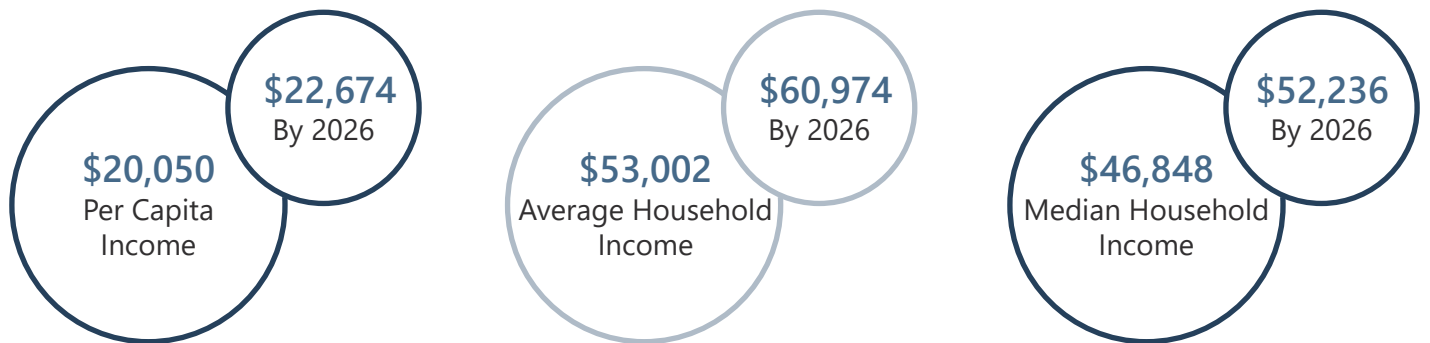 $22,674
By 2026
$20,050
Per Capita
Income
$60,974
By 2026
$53,002
Average Household
Income
$52,236
By 2026
$46,848
Median Household
Income